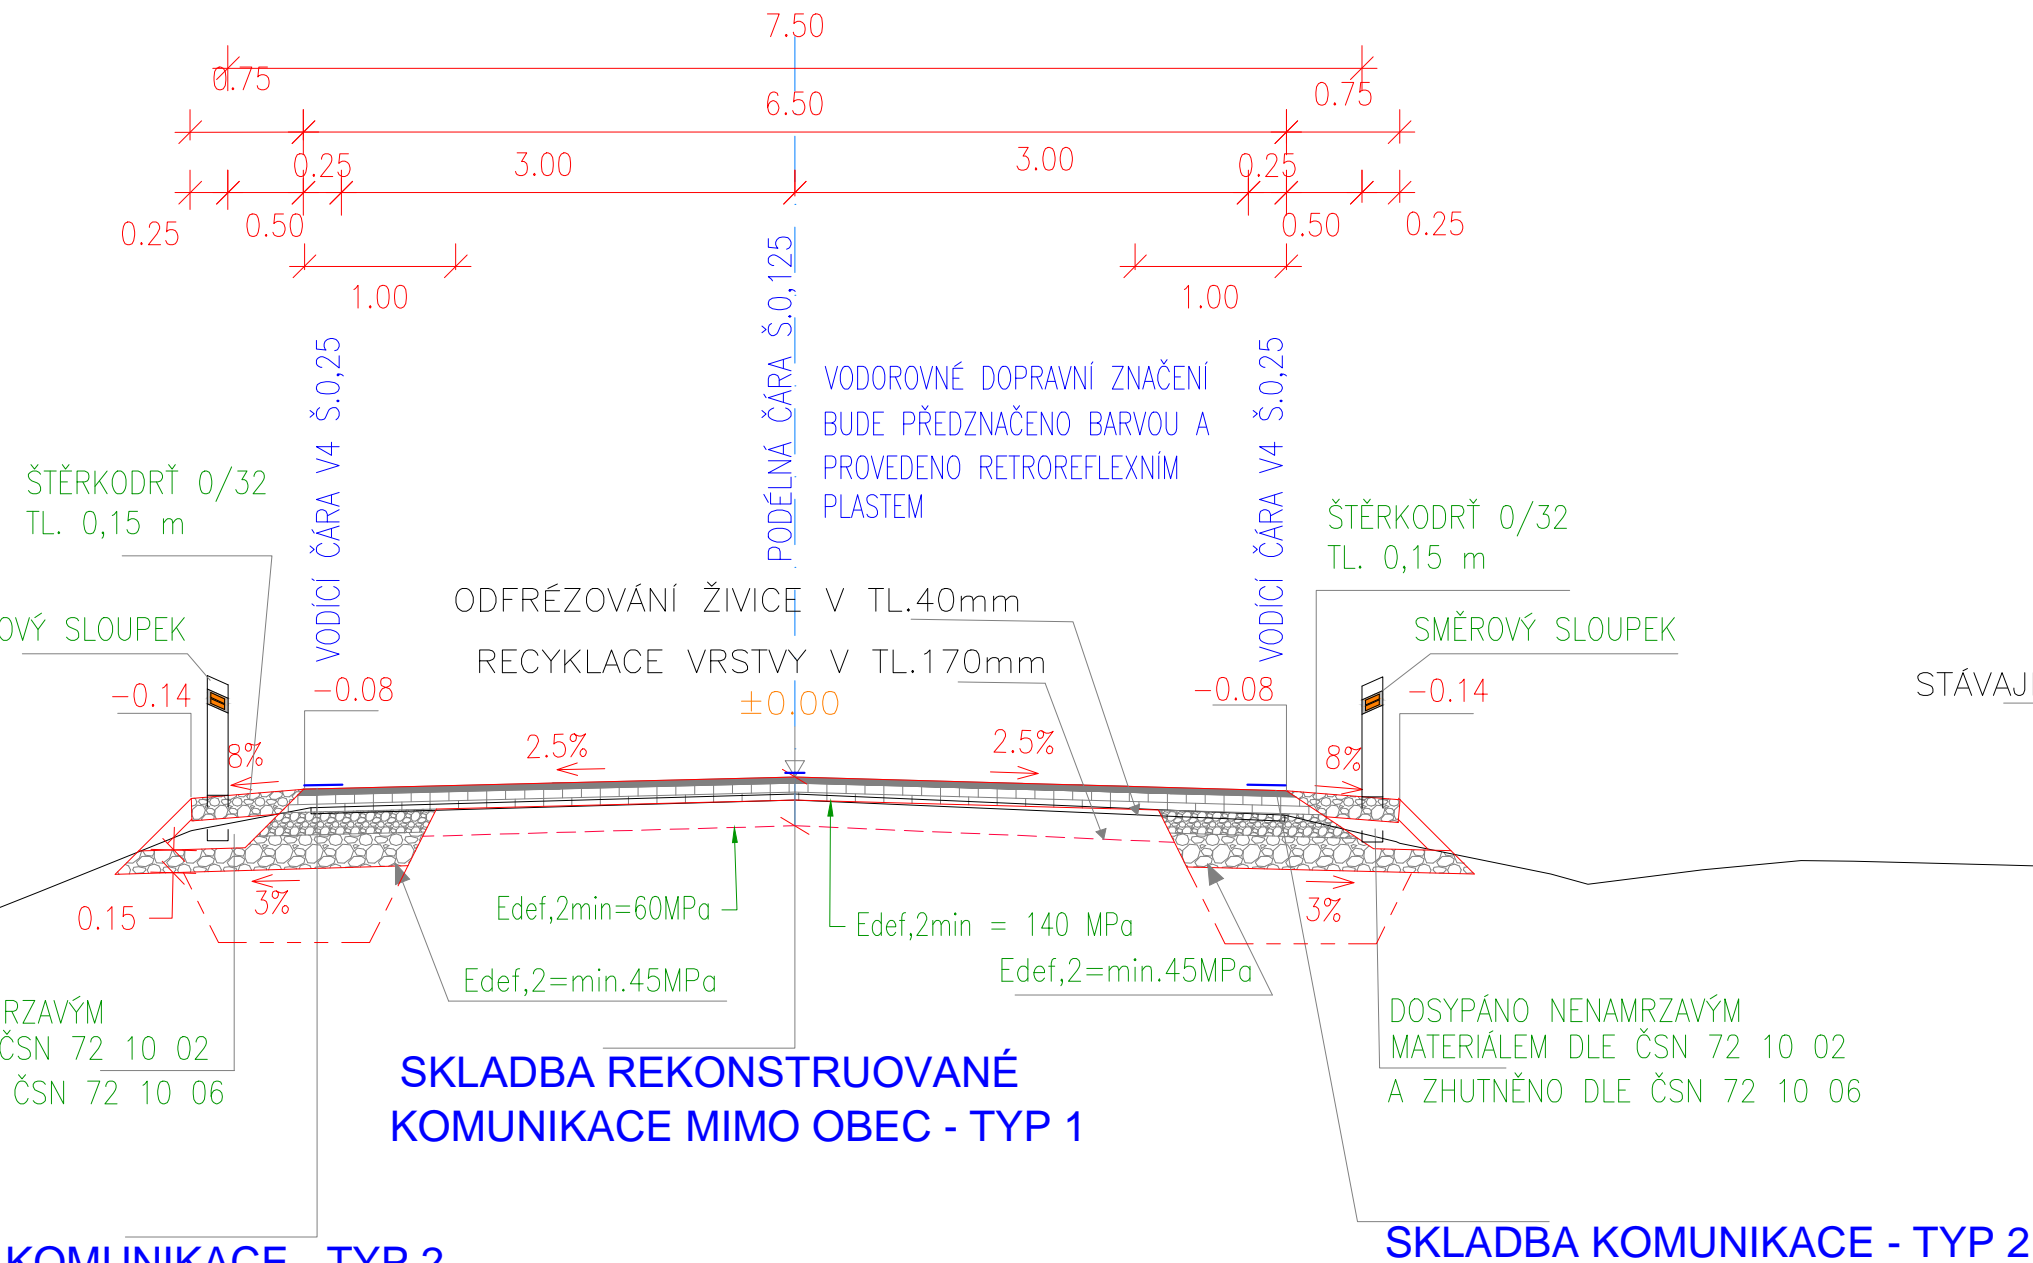 7.50
0.75
6.50
0.75
0.25
3.00
3.00
0.25
0.25
0.50
0.50
0.25
1.00
1.00
VODÍCÍ ČÁRA V4 Š.0,25
PODÉLNÁ ČÁRA Š.0,125
VODÍCÍ ČÁRA V4 Š.0,25
VODOROVNÉ DOPRAVNÍ ZNAČENÍ
BUDE PŘEDZNAČENO BARVOU A
PROVEDENO RETROREFLEXNÍM
PLASTEM
ŠTĚRKODRŤ 0/32
TL. 0,15 m
ŠTĚRKODRŤ 0/32
TL. 0,15 m
ODFRÉZOVÁNÍ ŽIVICE V TL.40mm
RECYKLACE VRSTVY V TL.170mm
OVÝ SLOUPEK
SMĚROVÝ SLOUPEK
STÁVAJ
-0.14
-0.08
±0.00
-0.08
-0.14
8%
2.5%
2.5%
8%
0.15
3%
3%
Edef,2min=60MPa
Edef,2min = 140 MPa
Edef,2=min.45MPa
Edef,2=min.45MPa
RZAVÝM
ČSN 72 10 02
ČSN 72 10 06
DOSYPÁNO NENAMRZAVÝM
MATERIÁLEM DLE ČSN 72 10 02
A ZHUTNĚNO DLE ČSN 72 10 06
SKLADBA REKONSTRUOVANÉ
KOMUNIKACE MIMO OBEC - TYP 1
KOMUNIKACE - TYP 2
SKLADBA KOMUNIKACE - TYP 2